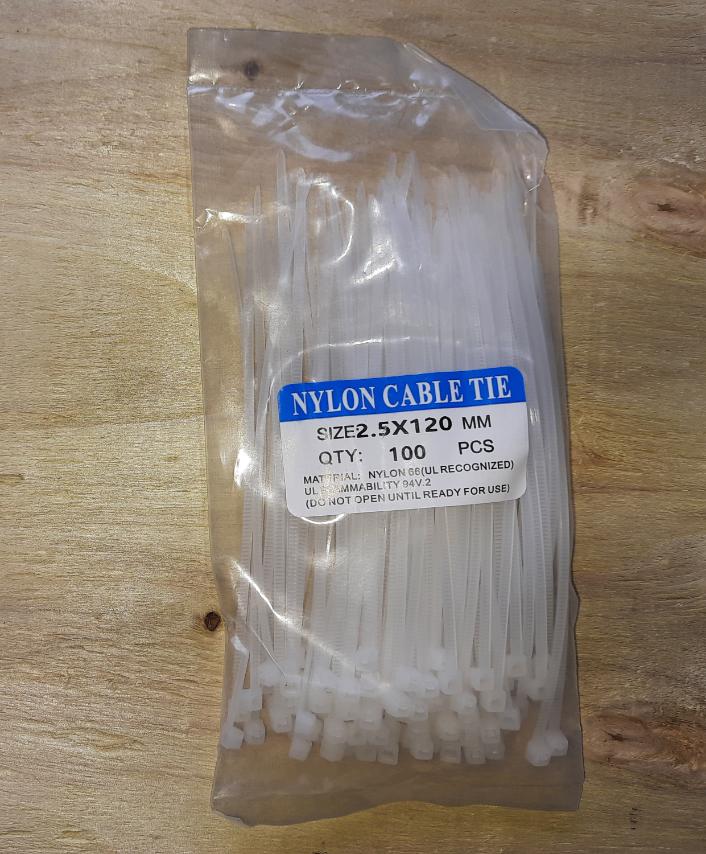 NYLON CABLE TIE
SIZE2.5X120 MM
QTY: 100 PCS
MATERIAL: NYLON 66(UL RECOGNIZED)
UL FLAMMABILITY 94V.2
(DO NOT OPEN UNTIL READY FOR USE)